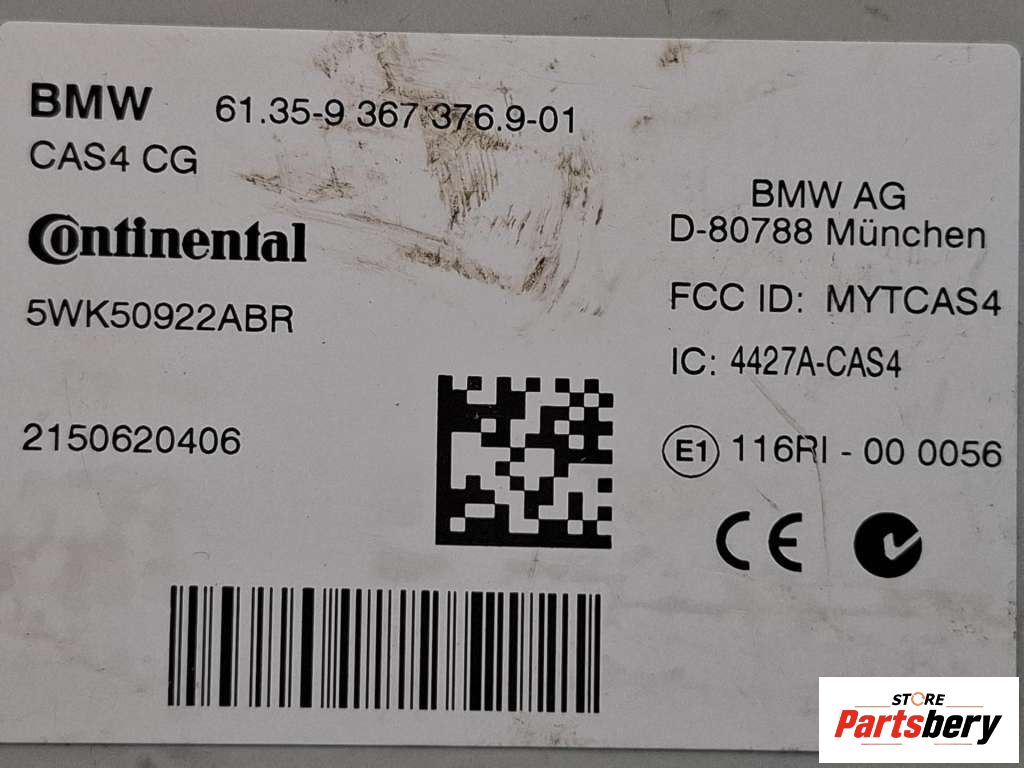 BMW 61.35-9 367 376.9-01
CAS4 CG
Continental
5WK50922ABR
2150620406
BMW AG
D-80788 München
FCC ID: MYTCAS4
IC: 4427A-CAS4
E1 116RI - 00 0056
CE
STORE
Partsbery